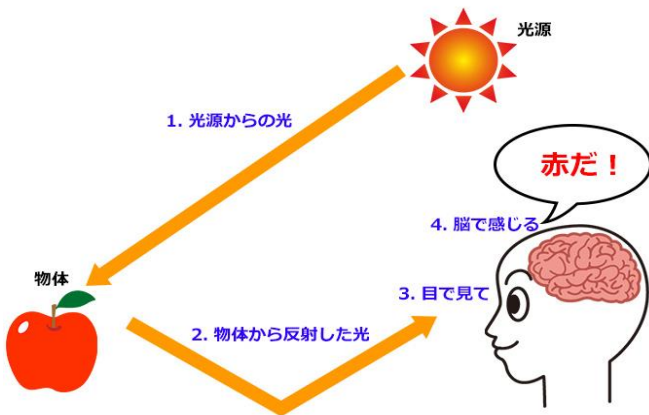 光源
1. 光源からの光
赤だ！
4. 脳で感じる
物体
3. 目で見て
2. 物体から反射した光